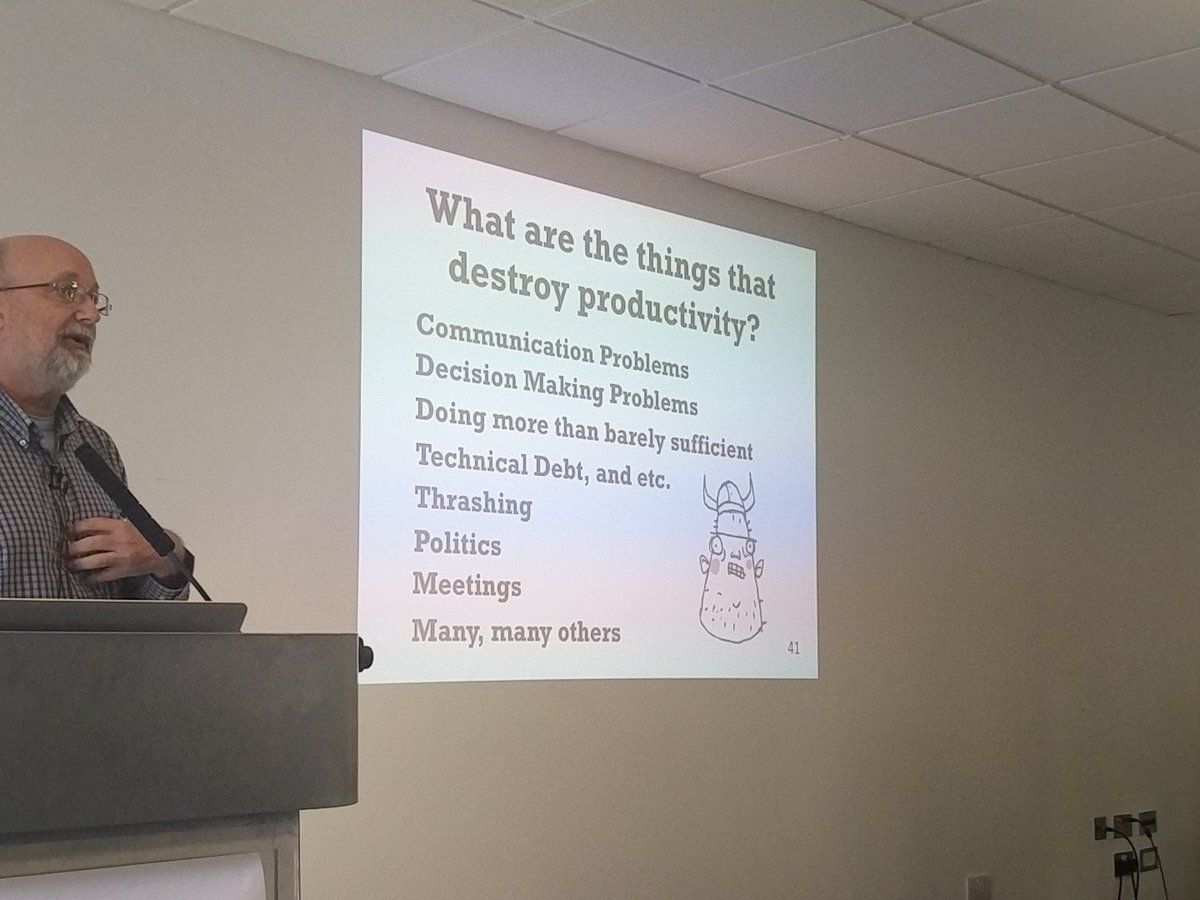 What are the things that
destroy productivity?
Communication Problems
Decision Making Problems
Doing more than barely sufficient
Technical Debt, and etc.
Thrashing
Politics
Meetings
Many, many others
41